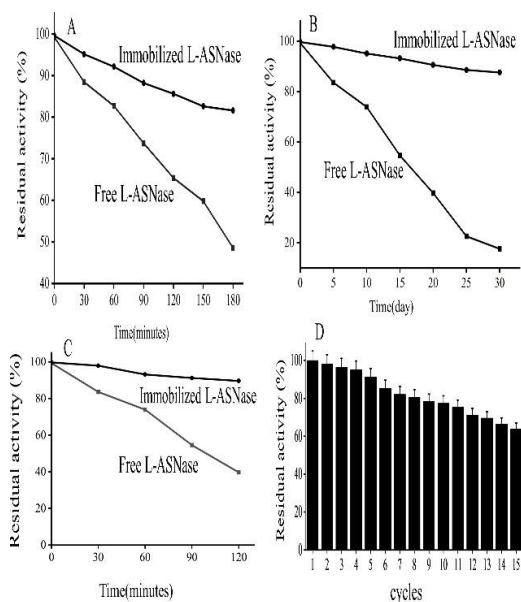 A
Immobilized L-ASNase
Free L-ASNase
Residual activity (%)
100
90
80
70
60
50
40
0 30 60 90 120 150 180
Time(minutes)
B
Immobilized L-ASNase
Free L-ASNase
Residual activity (%)
100
80
60
40
20
0 5 10 15 20 25 30
Time(day)
C
Immobilized L-ASNase
Free L-ASNase
Residual activity (%)
100
80
60
40
20
0
0 30 60 90 120
Time(minutes)
D
Residual activity (%)
100
80
60
40
20
0
1 2 3 4 5 6 7 8 9 10 11 12 13 14 15
cycles